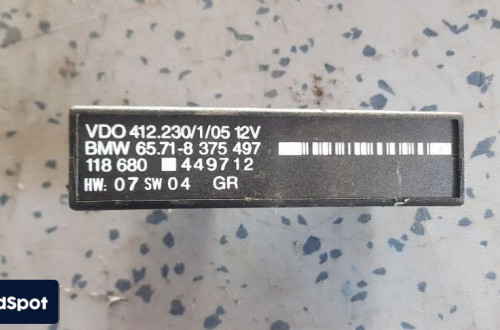 VDO 412.230/1/05 12V
BMW 65.71-8 375 497
118 680 449712
HW: 07 SW 04 GR
dSpot